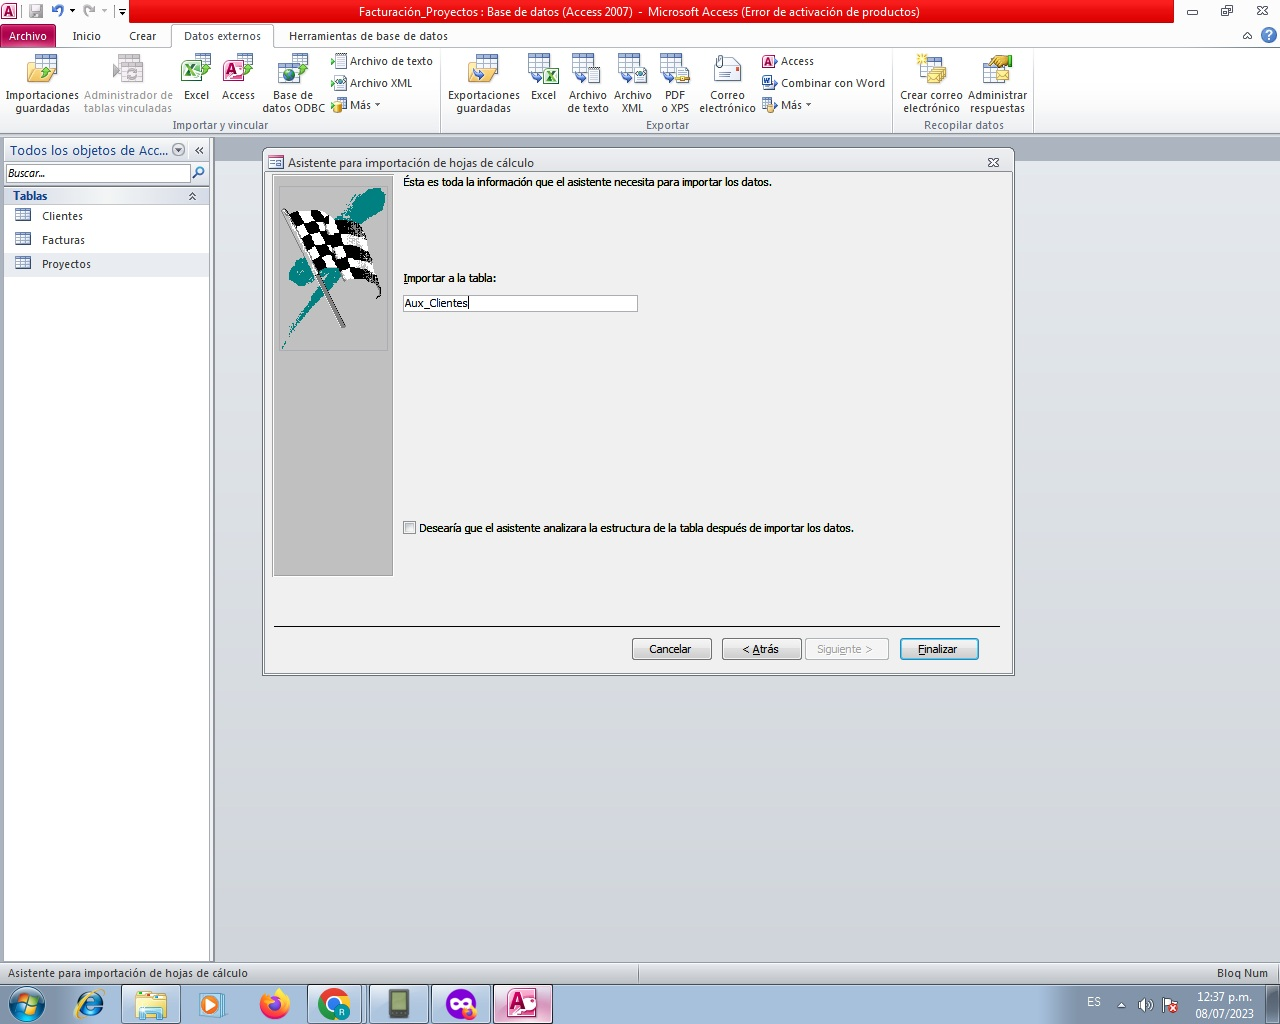 Facturación_Proyectos : Base de datos (Access 2007) - Microsoft Access (Error de activación de productos)
Archivo Inicio Crear Datos externos Herramientas de base de datos
Importaciones guardadas
Administrador de tablas vinculadas
Excel
Access
Base de datos ODBC
Archivo de texto
Archivo XML
Más
Importar y vincular
Exportaciones guardadas
Excel
Archivo de texto
Archivo XML
PDF o XPS
Correo electrónico
Access
Combinar con Word
Más
Exportar
Crear correo electrónico
Administrar respuestas
Recopilar datos
Todos los objetos de Acc...
Buscar...
Tablas
Clientes
Facturas
Proyectos
Asistente para importación de hojas de cálculo
Ésta es toda la información que el asistente necesita para importar los datos.
Importar a la tabla:
Aux_Clientes
Desearía que el asistente analizara la estructura de la tabla después de importar los datos.
Cancelar < Atrás Siguiente > Finalizar
Asistente para importación de hojas de cálculo
Bloq Num
ES
12:37 p.m.
08/07/2023